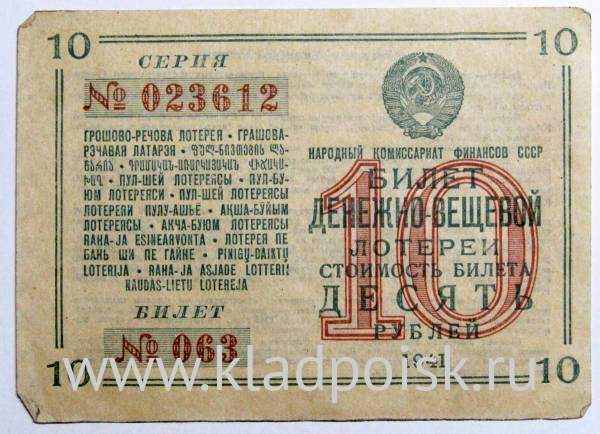 10
10
СЕРИЯ
№ 023612
ГРОШОВО-РЕЧОВА ЛОТЕРЕЯ • ГРАШОВА-
РЭЧАВАЯ ЛАТАРЭЯ •
• ПУЛ-ШЕЙ ЛОТЕРЕЯСЫ • ПУЛ-БУ-
ЮМ ЛОТЕРЕЯСИ • ПУЛ-ШЕЙ ЛОТЕРЕЯСЫ
ЛОТЕРЕЛИ ПУЛУ-АШЬЕ • АҚША-БУЙЫМ
ЛОТЕРЕЯСЫ • АКЧА-БУЮМ ЛОТЕРЕЯСЫ
RAHA-JA ESINEARVONTA • ЛОТЕРЕЯ ПЕ
БАНЬ ШИ ПЕ ГАЙНЕ • PINIGŲ-DAIKTŲ
LOTERIJA • RAHA-JA ASJADE LOTTERII
NAUDAS-LIETU LOTEREJA
БИЛЕТ
№ 063
НАРОДНЫЙ КОМИССАРИАТ ФИНАНСОВ СССР
БИЛЕТ
ДЕНЕЖНО-ВЕЩЕВОЙ
ЛОТЕРЕИ
СТОИМОСТЬ БИЛЕТА
ДЕСЯТЬ
РУБЛЕЙ
1941
10
10
10
www.kladpoisk.ru